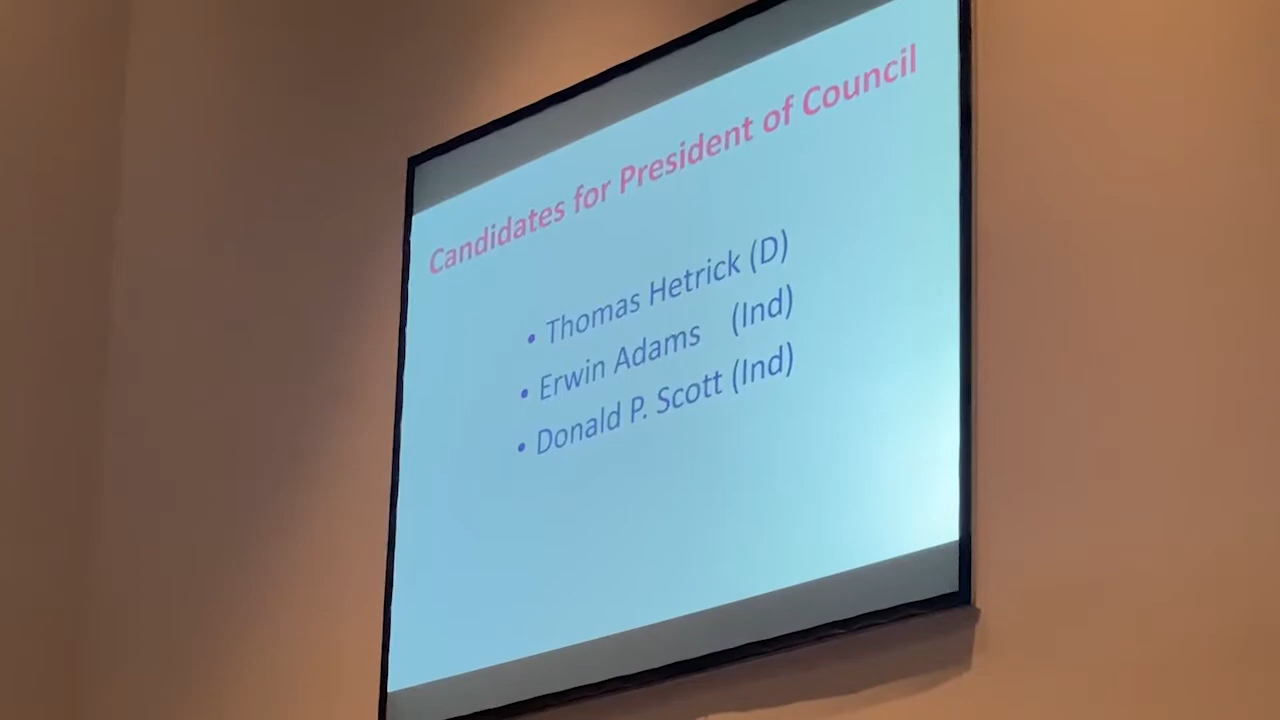 Candidates for President of Council
• Thomas Hetrick (D)
• Erwin Adams (Ind)
• Donald P. Scott (Ind)